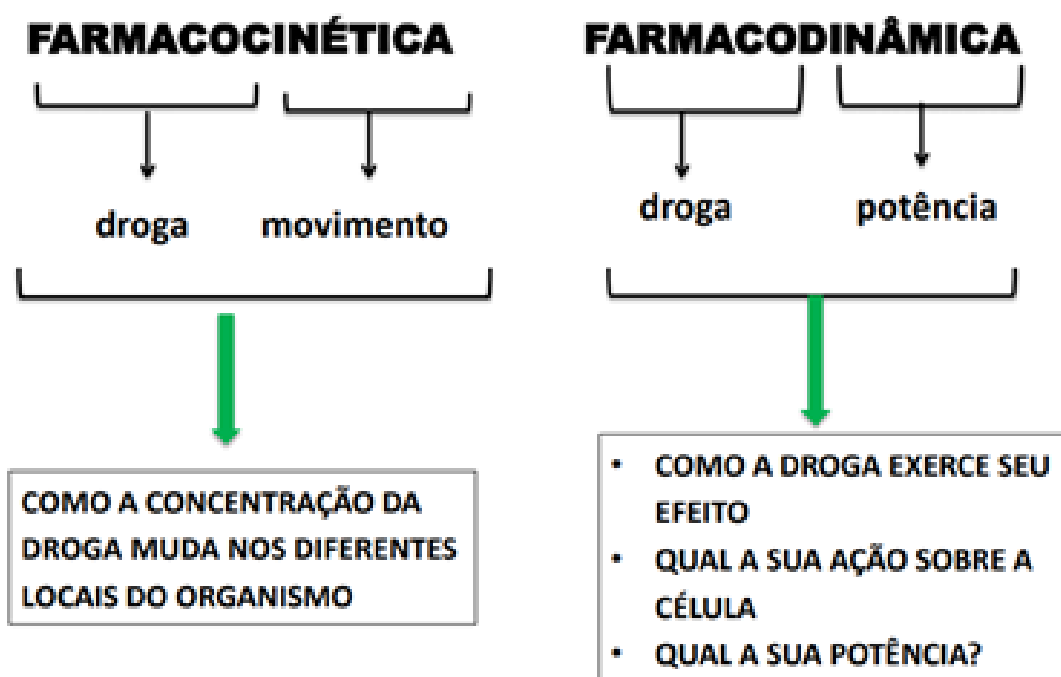 FARMACOCINÉTICA
droga
movimento
COMO A CONCENTRAÇÃO DA
DROGA MUDA NOS DIFERENTES
LOCAIS DO ORGANISMO
FARMACODINÂMICA
droga
potência
• COMO A DROGA EXERCE SEU
EFEITO
• QUAL A SUA AÇÃO SOBRE A
CÉLULA
• QUAL A SUA POTÊNCIA?